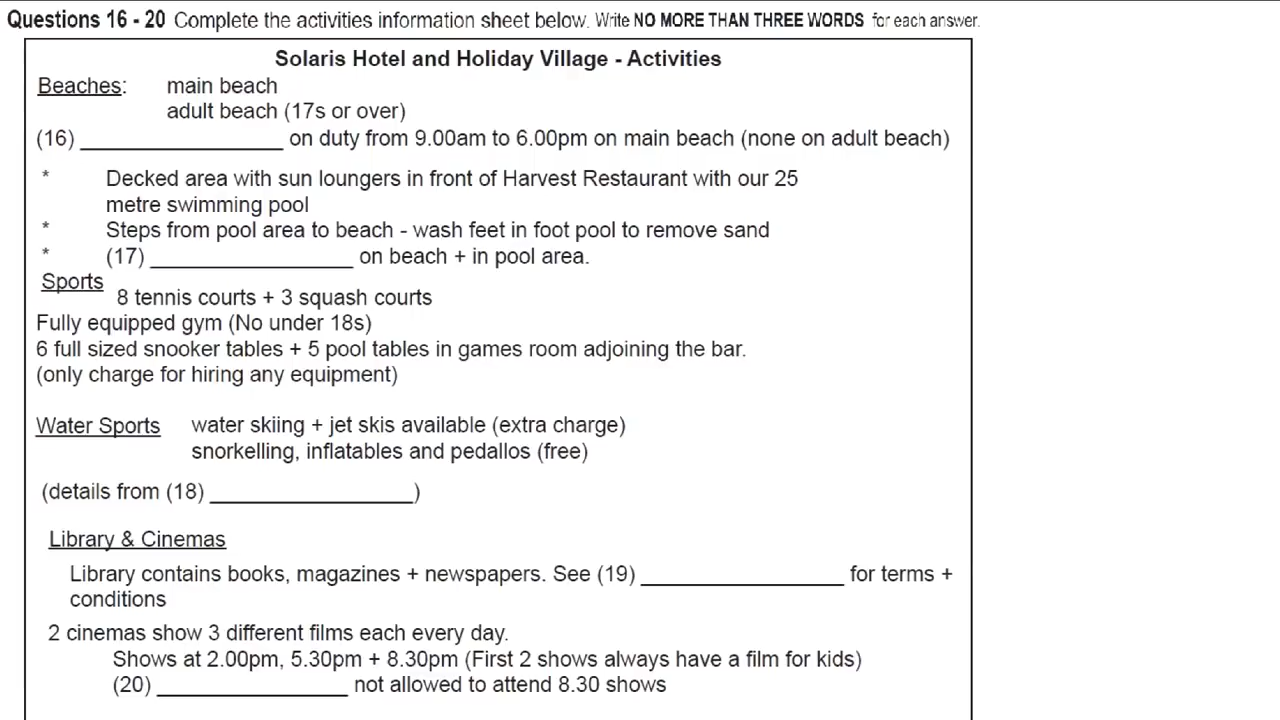 Questions 16 - 20 Complete the activities information sheet below. Write NO MORE THAN THREE WORDS for each answer.
Solaris Hotel and Holiday Village - Activities
Beaches: main beach
adult beach (17s or over)
(16) _________________ on duty from 9.00am to 6.00pm on main beach (none on adult beach)
* Decked area with sun loungers in front of Harvest Restaurant with our 25
metre swimming pool
* Steps from pool area to beach - wash feet in foot pool to remove sand
* (17) _________________ on beach + in pool area.
Sports 8 tennis courts + 3 squash courts
Fully equipped gym (No under 18s)
6 full sized snooker tables + 5 pool tables in games room adjoining the bar.
(only charge for hiring any equipment)
Water Sports water skiing + jet skis available (extra charge)
snorkelling, inflatables and pedallos (free)
(details from (18) _________________)
Library & Cinemas
Library contains books, magazines + newspapers. See (19) _________________ for terms +
conditions
2 cinemas show 3 different films each every day.
Shows at 2.00pm, 5.30pm + 8.30pm (First 2 shows always have a film for kids)
(20) ________________ not allowed to attend 8.30 shows